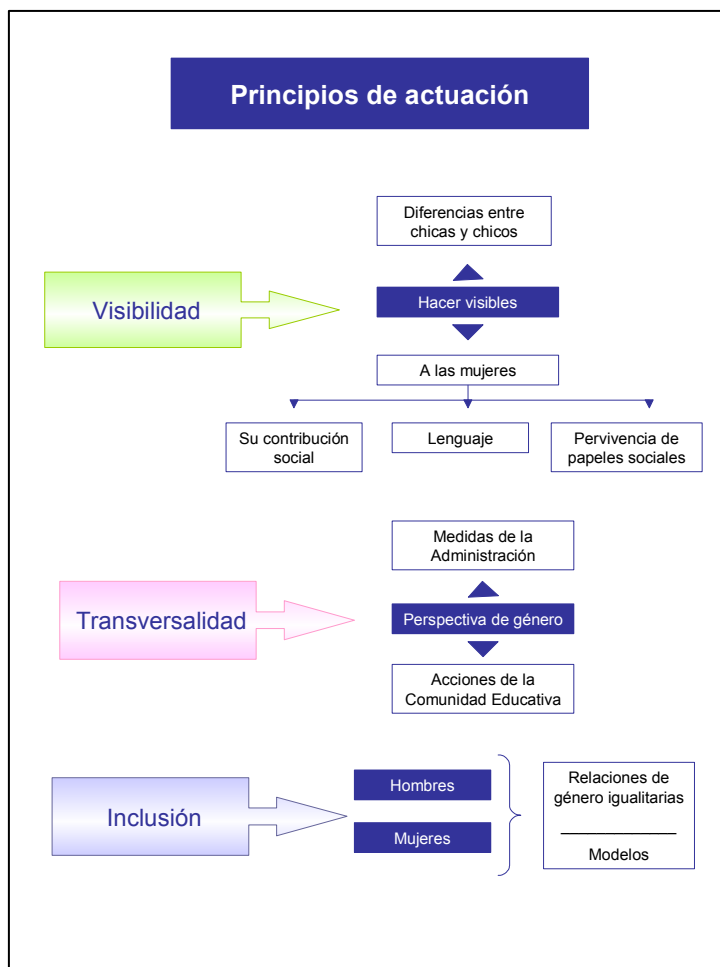 Principios de actuación
Diferencias entre
chicas y chicos
Visibilidad
Hacer visibles
A las mujeres
Su contribución
social
Lenguaje
Pervivencia de
papeles sociales
Medidas de la
Administración
Transversalidad
Perspectiva de género
Acciones de la
Comunidad Educativa
Inclusión
Hombres
Mujeres
Relaciones de
género igualitarias
Modelos